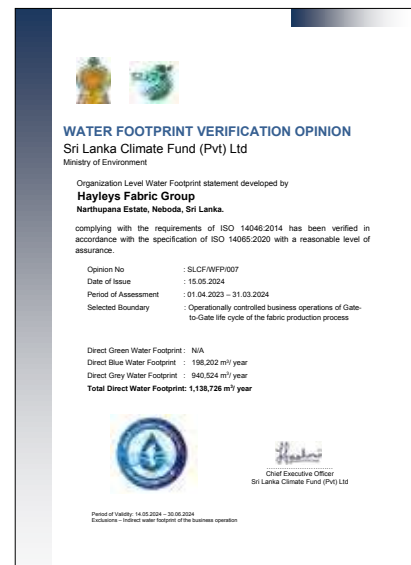 WATER FOOTPRINT VERIFICATION OPINION
Sri Lanka Climate Fund (Pvt) Ltd
Ministry of Environment
Organization Level Water Footprint statement developed by
Hayleys Fabric Group
Narthupana Estate, Neboda, Sri Lanka.
complying with the requirements of ISO 14046:2014 has been verified in
accordance with the specification of ISO 14065:2020 with a reasonable level of
assurance.
Opinion No : SLCF/WFP/007
Date of Issue : 15.05.2024
Period of Assessment : 01.04.2023 – 31.03.2024
Selected Boundary : Operationally controlled business operations of Gate-
to-Gate life cycle of the fabric production process
Direct Green Water Footprint : N/A
Direct Blue Water Footprint : 198,202 m³/ year
Direct Grey Water Footprint : 940,524 m³/ year
Total Direct Water Footprint: 1,138,726 m³/ year
Chief Executive Officer
Sri Lanka Climate Fund (Pvt) Ltd
Period of Validity: 14.05.2024 – 30.06.2024
Exclusions – Indirect water footprint of the business operation